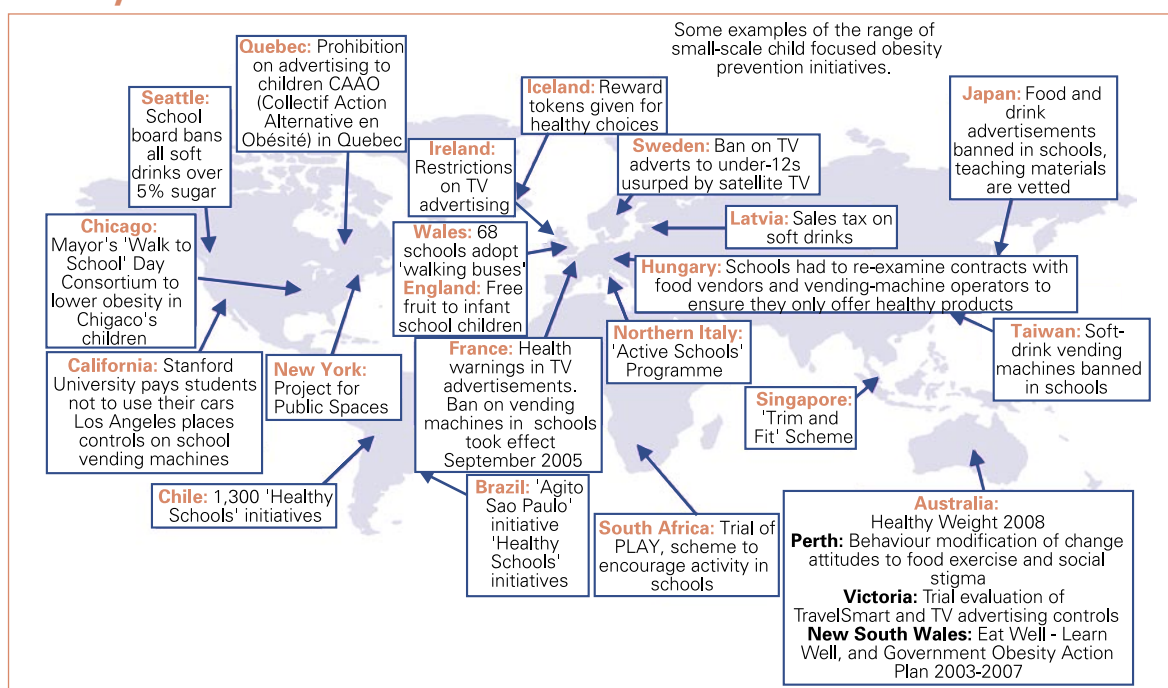 Some examples of the range of
small-scale child focused obesity
prevention initiatives.
Quebec: Prohibition
on advertising to
children CAAO
(Collectif Action
Alternative en
Obésité) in Quebec
Seattle:
School
board bans
all soft
drinks over
5% sugar
Iceland: Reward
tokens given for
healthy choices
Japan: Food and
drink
advertisements
banned in schools,
teaching materials
are vetted
Ireland:
Restrictions
on TV
advertising
Sweden: Ban on TV
adverts to under-12s
usurped by satellite TV
Latvia: Sales tax on
soft drinks
Chicago:
Mayor's 'Walk to
School' Day
Consortium to
lower obesity in
Chigaco's
children
Wales: 68
schools adopt
'walking buses'
England: Free
fruit to infant
school children
Hungary: Schools had to re-examine contracts with
food vendors and vending-machine operators to
ensure they only offer healthy products
Taiwan: Soft-
drink vending
machines banned
in schools
Northern Italy:
'Active Schools'
Programme
California: Stanford
University pays students
not to use their cars
Los Angeles places
controls on school
vending machines
New York:
Project for
Public Spaces
France: Health
warnings in TV
advertisements.
Ban on vending
machines in schools
took effect
September 2005
Singapore:
'Trim and
Fit' Scheme
Chile: 1,300 'Healthy
Schools' initiatives
Brazil: 'Agito
Sao Paulo'
initiative
'Healthy
Schools'
initiatives
South Africa: Trial of
PLAY, scheme to
encourage activity in
schools
Australia:
Healthy Weight 2008
Perth: Behaviour modification of change
attitudes to food exercise and social
stigma
Victoria: Trial evaluation of
TravelSmart and TV advertising controls
New South Wales: Eat Well - Learn
Well, and Government Obesity Action
Plan 2003-2007